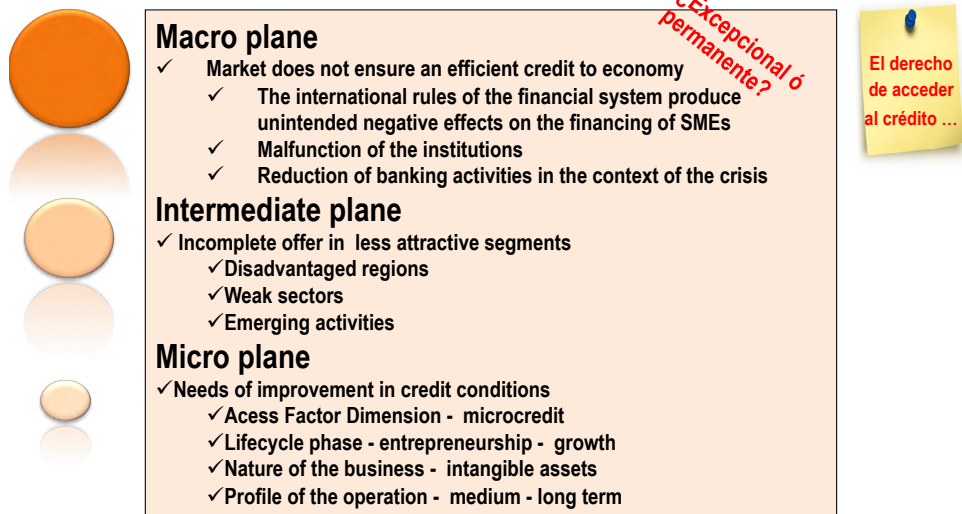 Macro plane
✓ Market does not ensure an efficient credit to economy
✓ The international rules of the financial system produce
unintended negative effects on the financing of SMEs
✓ Malfunction of the institutions
✓ Reduction of banking activities in the context of the crisis
¿Excepcional ó
permanente?
El derecho
de acceder
al crédito ...
Intermediate plane
✓ Incomplete offer in less attractive segments
✓Disadvantaged regions
✓Weak sectors
✓Emerging activities
Micro plane
✓Needs of improvement in credit conditions
✓Acess Factor Dimension - microcredit
✓Lifecycle phase - entrepreneurship - growth
✓Nature of the business - intangible assets
✓Profile of the operation - medium - long term